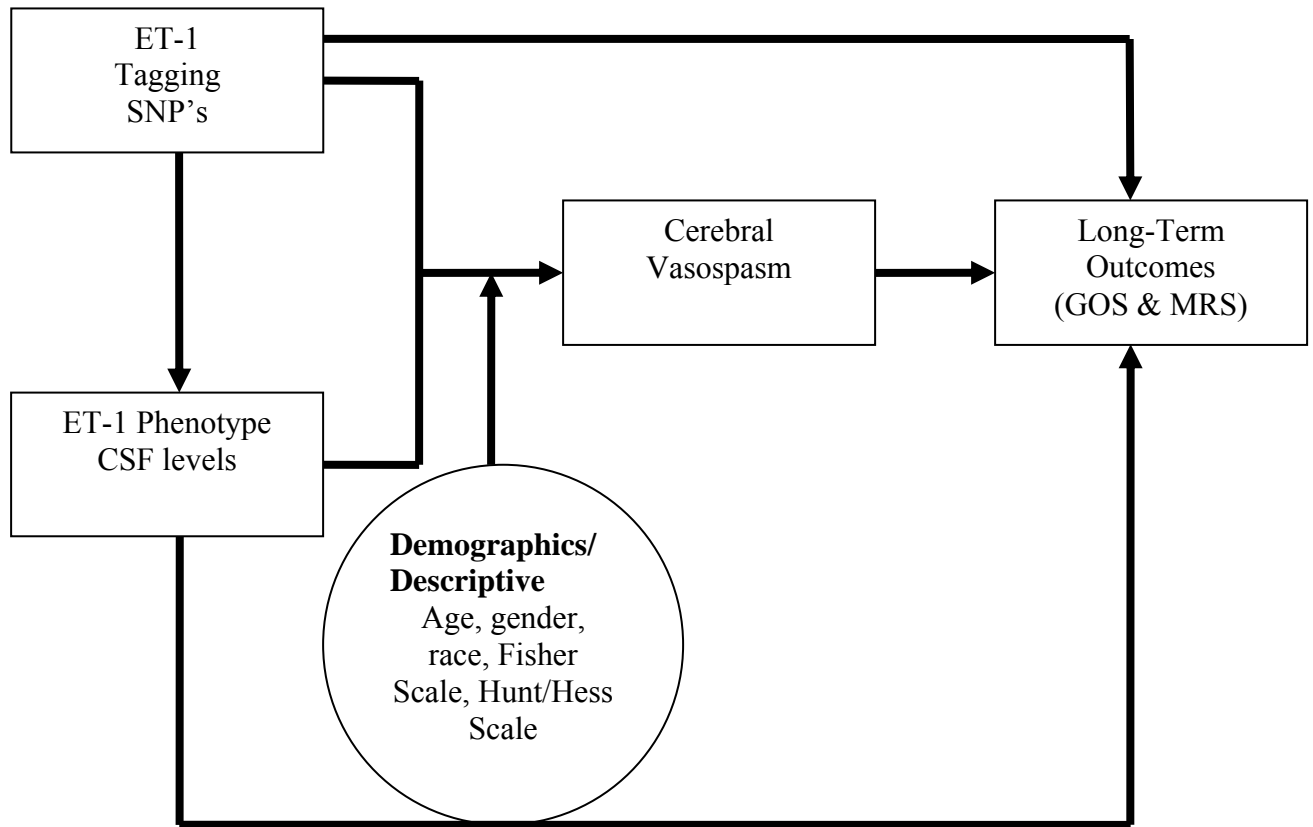 ET-1
Tagging
SNP’s
Cerebral
Vasospasm
Long-Term
Outcomes
(GOS & MRS)
ET-1 Phenotype
CSF levels
Demographics/
Descriptive
Age, gender,
race, Fisher
Scale, Hunt/Hess
Scale